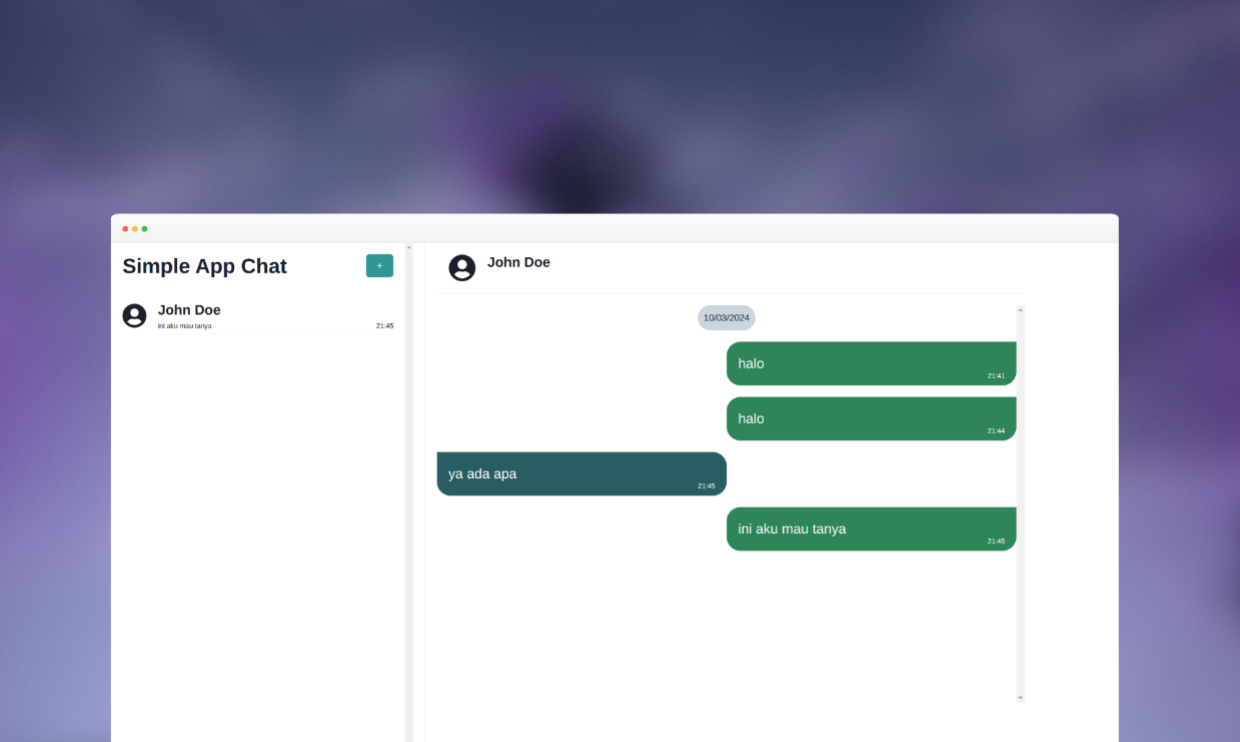 Simple App Chat
+
John Doe
ini aku mau tanya
21:45
John Doe
10/03/2024
halo
21:41
halo
21:44
ya ada apa
21:45
ini aku mau tanya
21:45